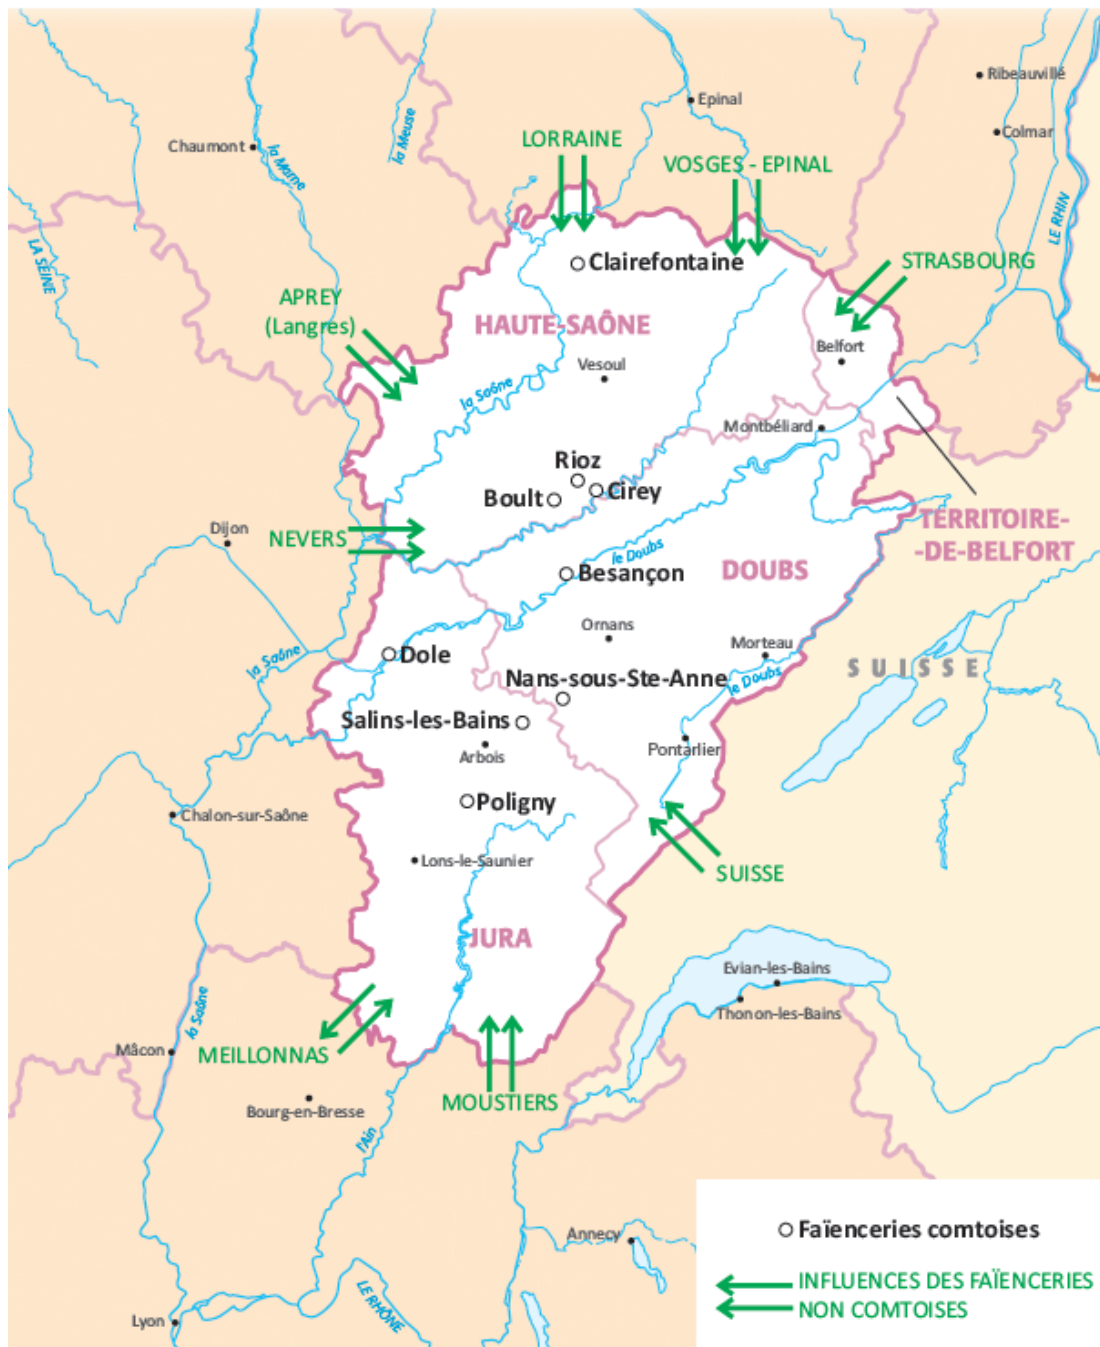 Ribeauvillé
Epinal
Colmar
Chaumont
la Marne
la Meuse
LORRAINE
VOSGES - EPINAL
LE RHIN
LA SEINE
Clairefontaine
STRASBOURG
APREY
(Langres)
HAUTE-SAÔNE
Belfort
Vesoul
la Saône
Montbéliard
Rioz
Cirey
Boult
TERRITOIRE-
-DE-BELFORT
Dijon
NEVERS
le Doubs
Besançon
DOUBS
Ornans
Morteau
la Saône
Dole
SUISSE
Nans-sous-Ste-Anne
le Doubs
Salins-les-Bains
Arbois
Pontarlier
Poligny
Chalon-sur-Saône
Lons-le-Saunier
SUISSE
JURA
Evian-les-Bains
Thonon-les-Bains
la Saône
Mâcon
MEILLONNAS
MOUSTIERS
Bourg-en-Bresse
l'Ain
Annecy
LE RHÔNE
Lyon
Faïenceries comtoises
INFLUENCES DES FAÏENCERIES
NON COMTOISES